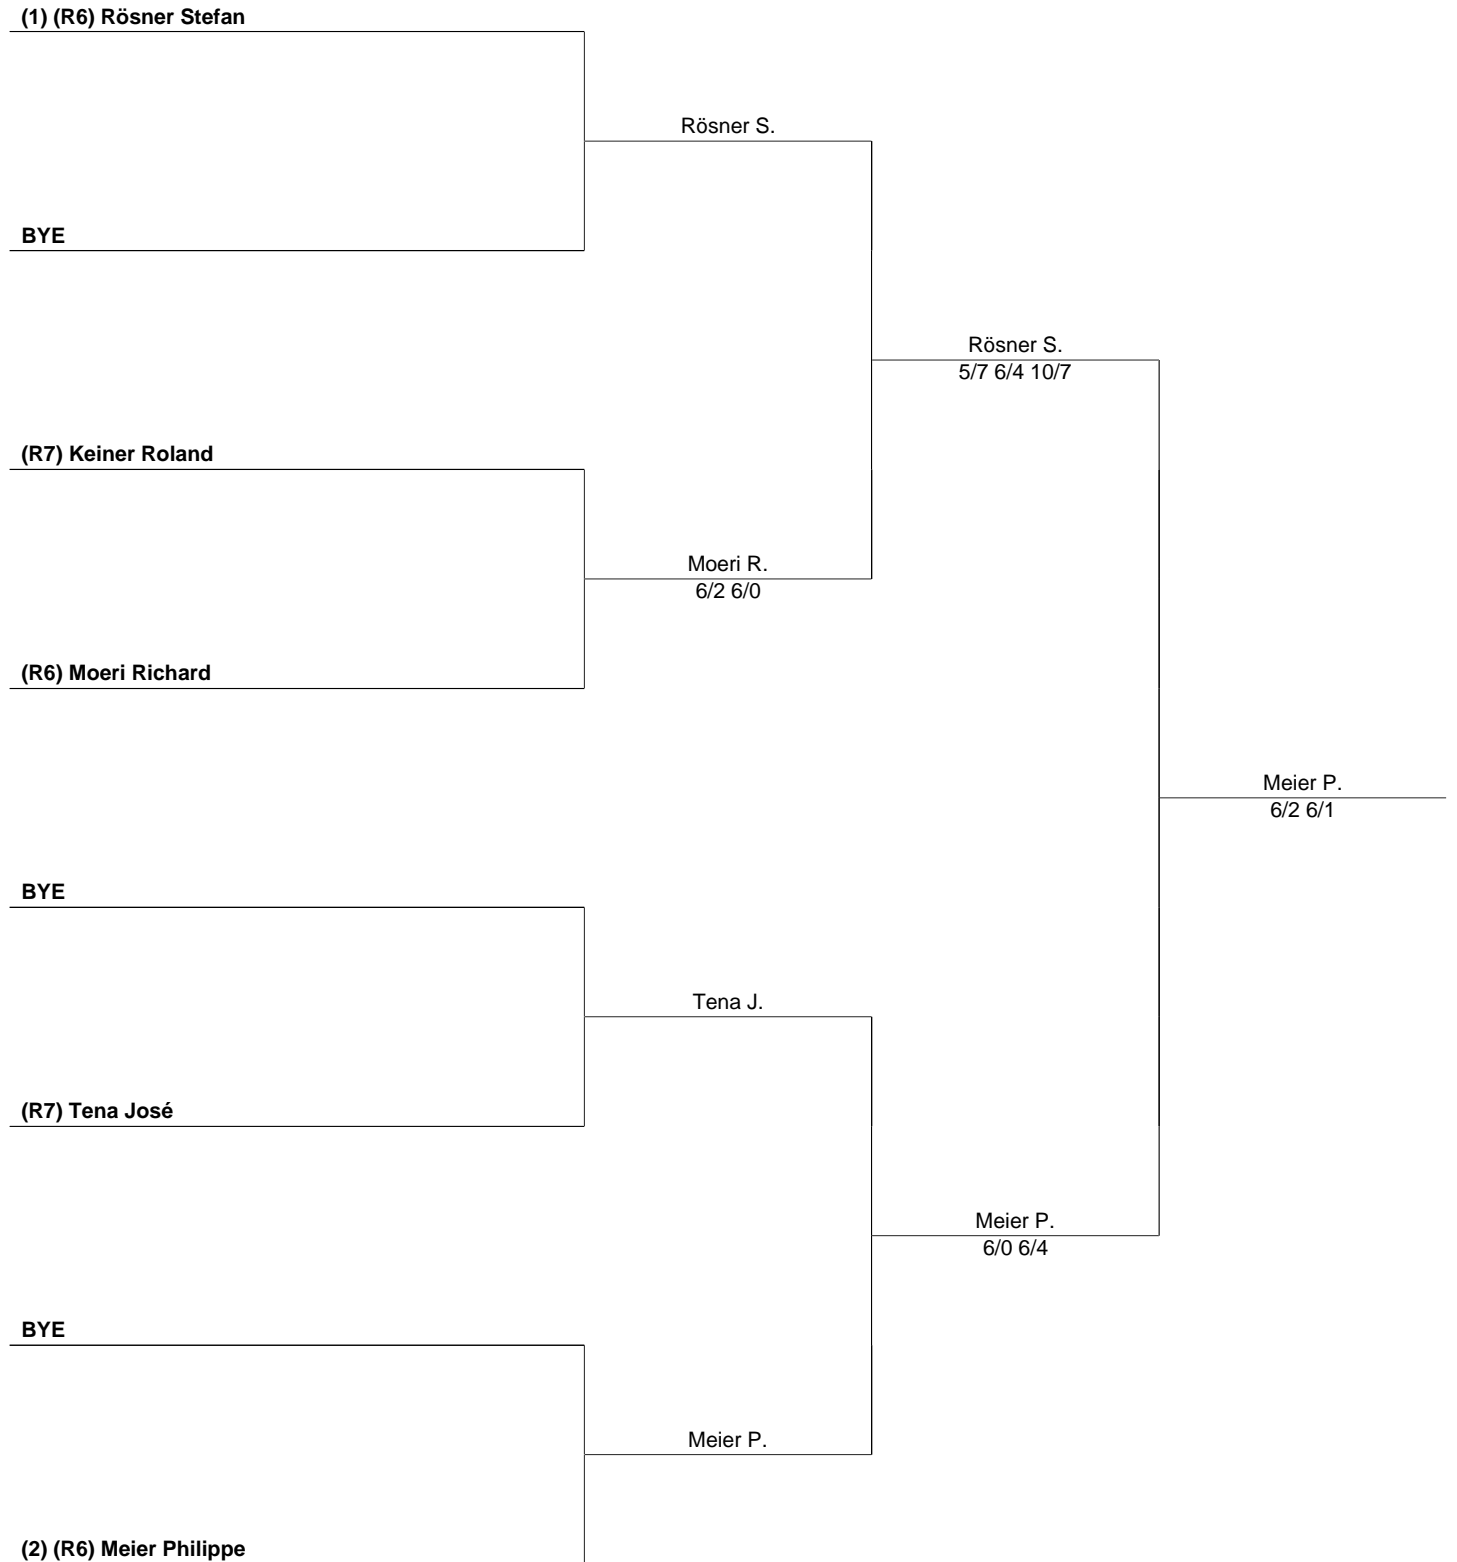 (1) (R6) Rösner Stefan
Rösner S.
BYE
Rösner S.
5/7 6/4 10/7
(R7) Keiner Roland
Moeri R.
6/2 6/0
(R6) Moeri Richard
Meier P.
6/2 6/1
BYE
Tena J.
(R7) Tena José
Meier P.
6/0 6/4
BYE
Meier P.
(2) (R6) Meier Philippe